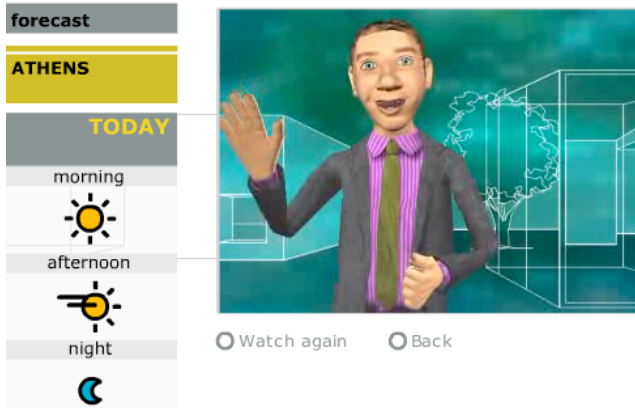 forecast
ATHENS
TODAY
morning
afternoon
night
Watch again
Back